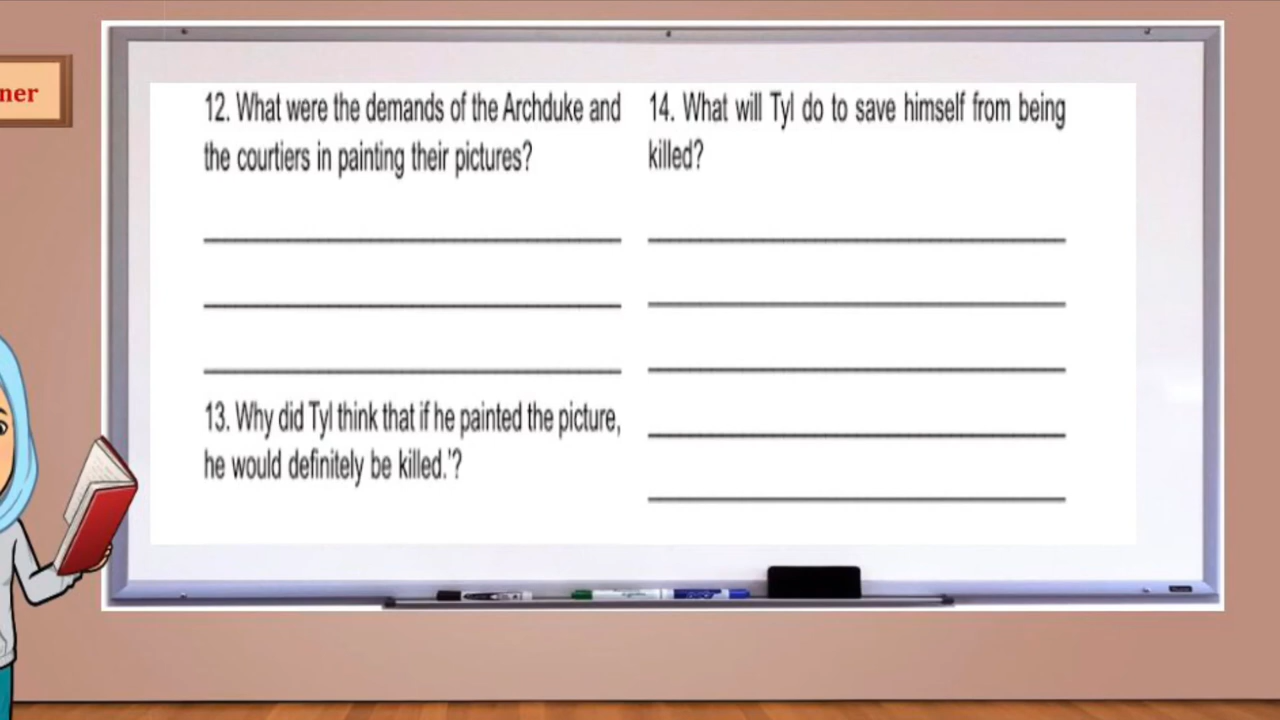 ner
12. What were the demands of the Archduke and
the courtiers in painting their pictures?
13. Why did Tyl think that if he painted the picture,
he would definitely be killed.'?
14. What will Tyl do to save himself from being
killed?